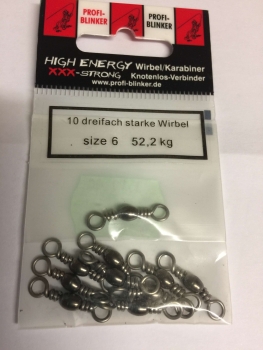 PROFI-
BLINKER
PROFI-
BLINKER
HIGH ENERGY Wirbel/Karabiner
XXX-STRONG Knotenlos-Verbinder
www.profi-blinker.de
10 dreifach starke Wirbel
size 6 52,2 kg